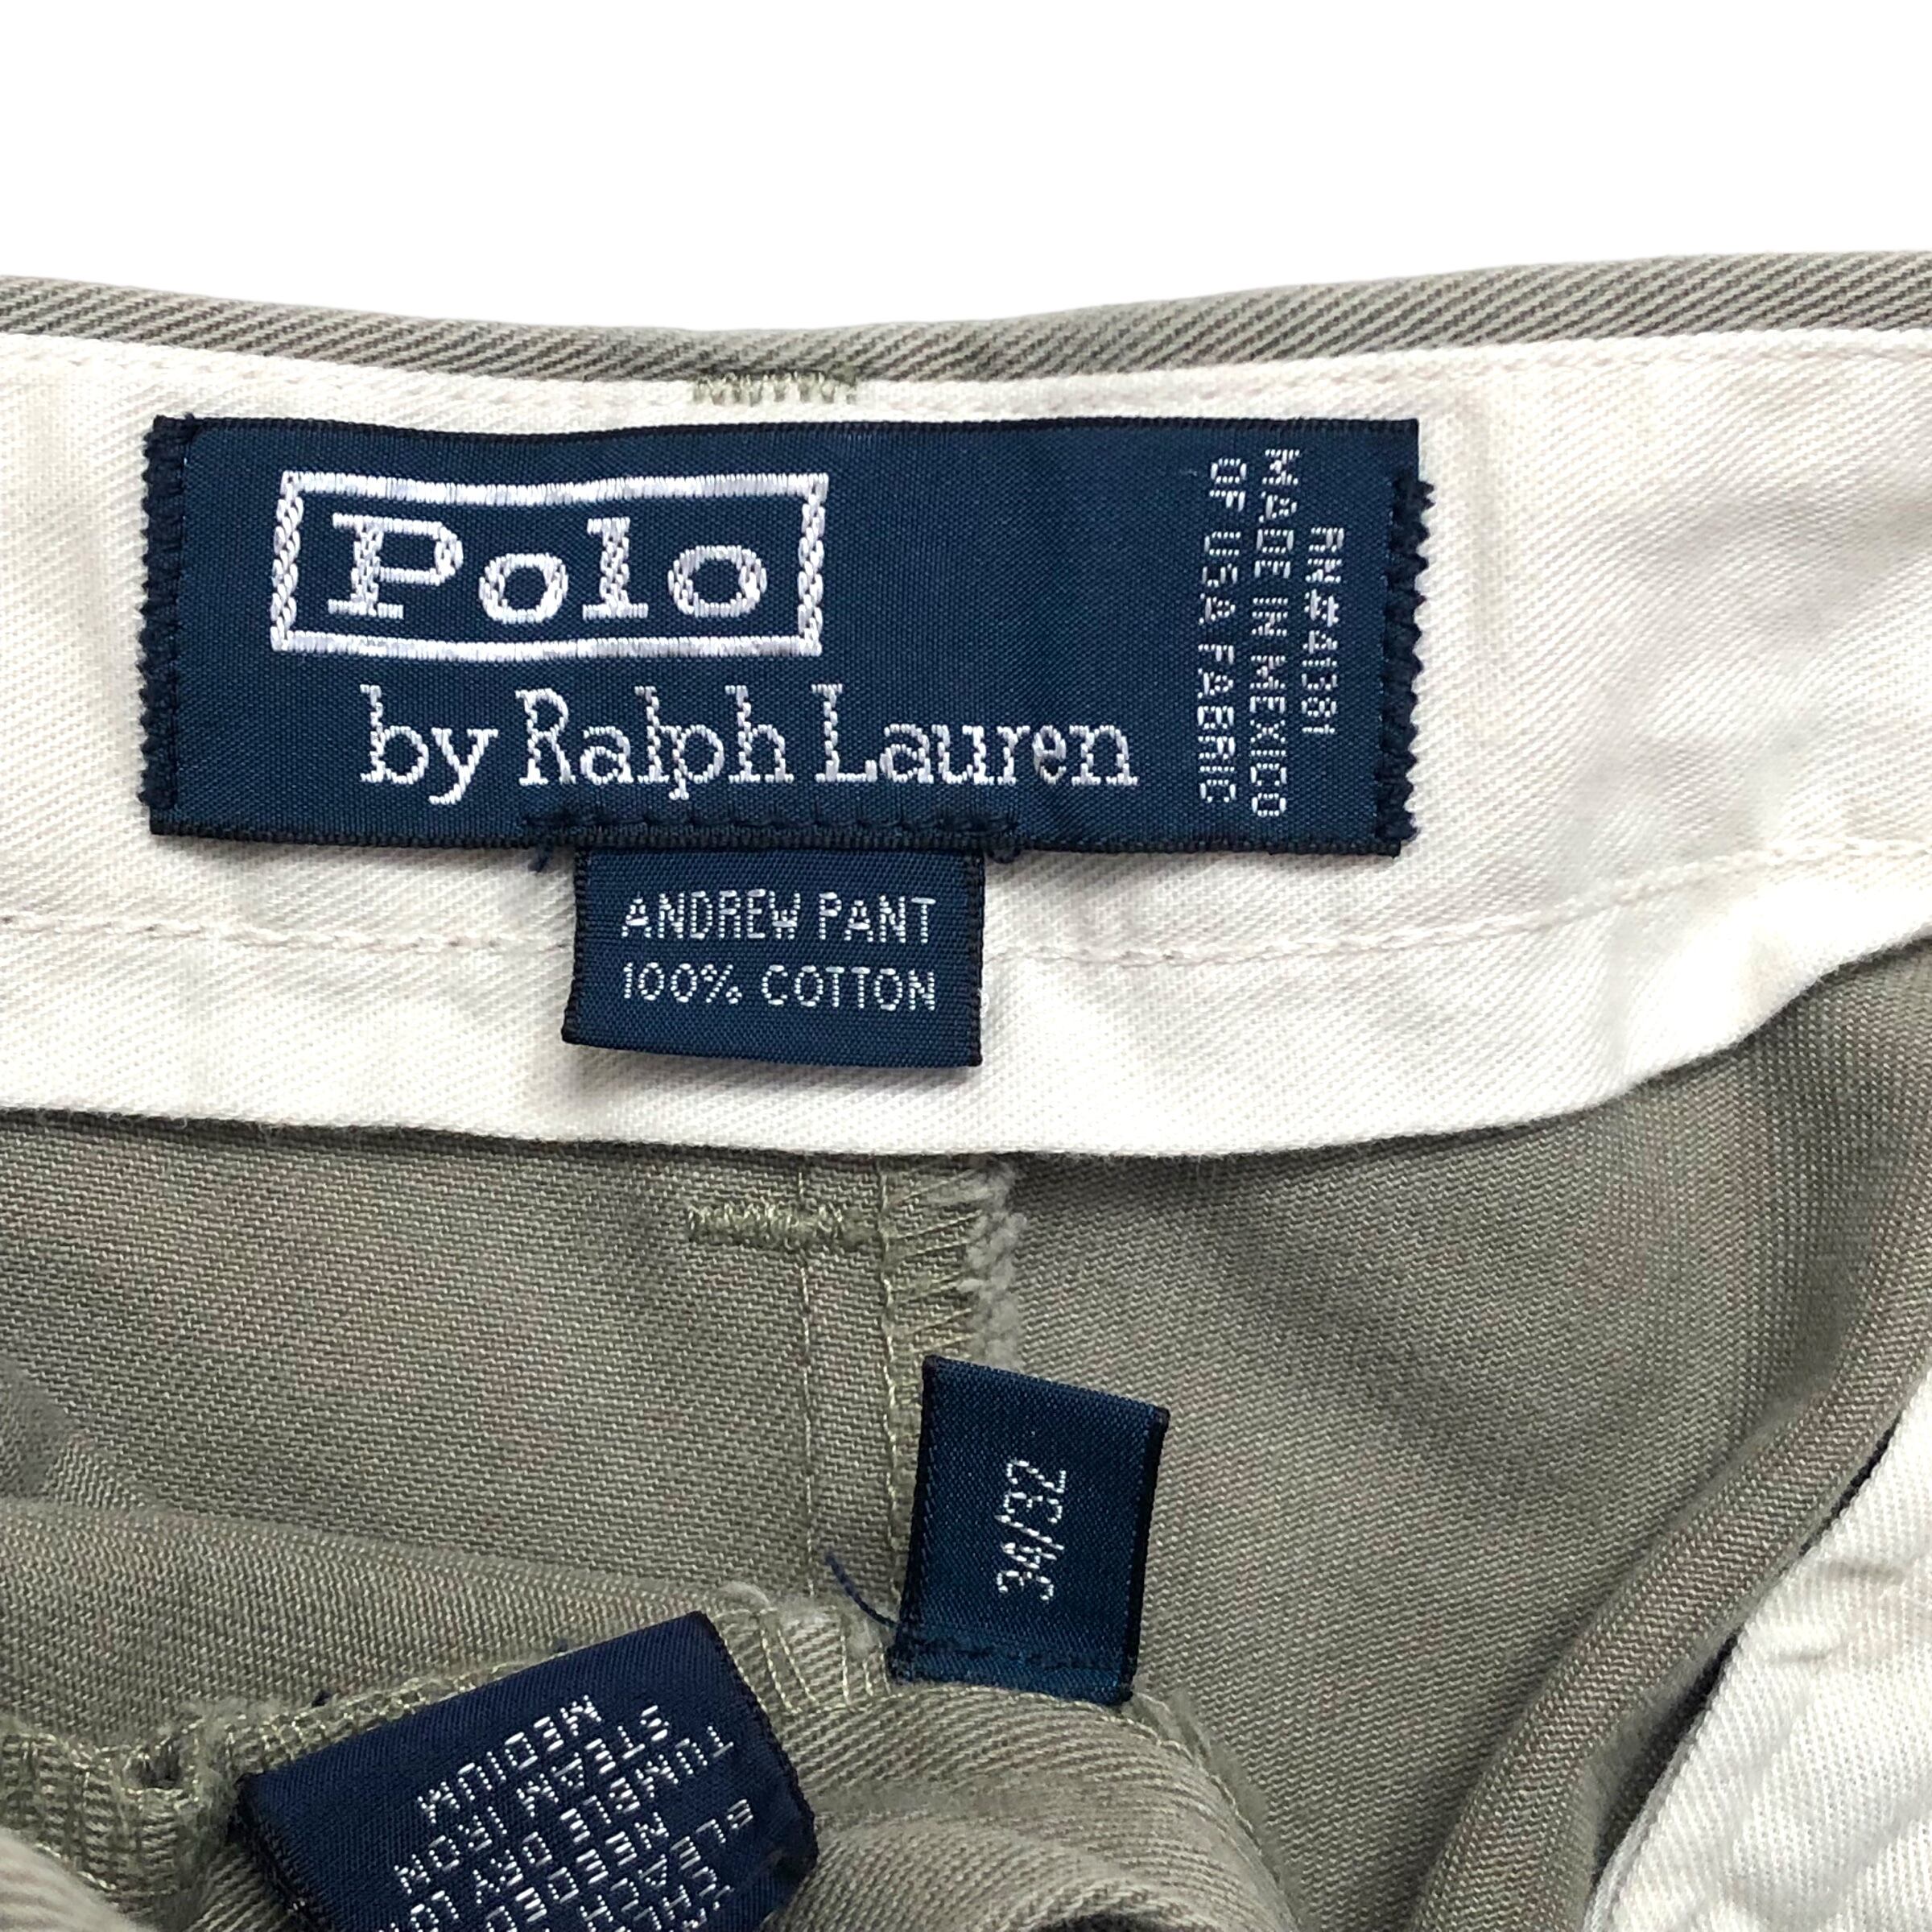 Polo
by Ralph Lauren
RN#41381
MADE IN MEXICO
OF USA FABRIC
ANDREW PANT
100% COTTON
34/32
TUMBLE DRY
STEAM IRON
MEDIUM